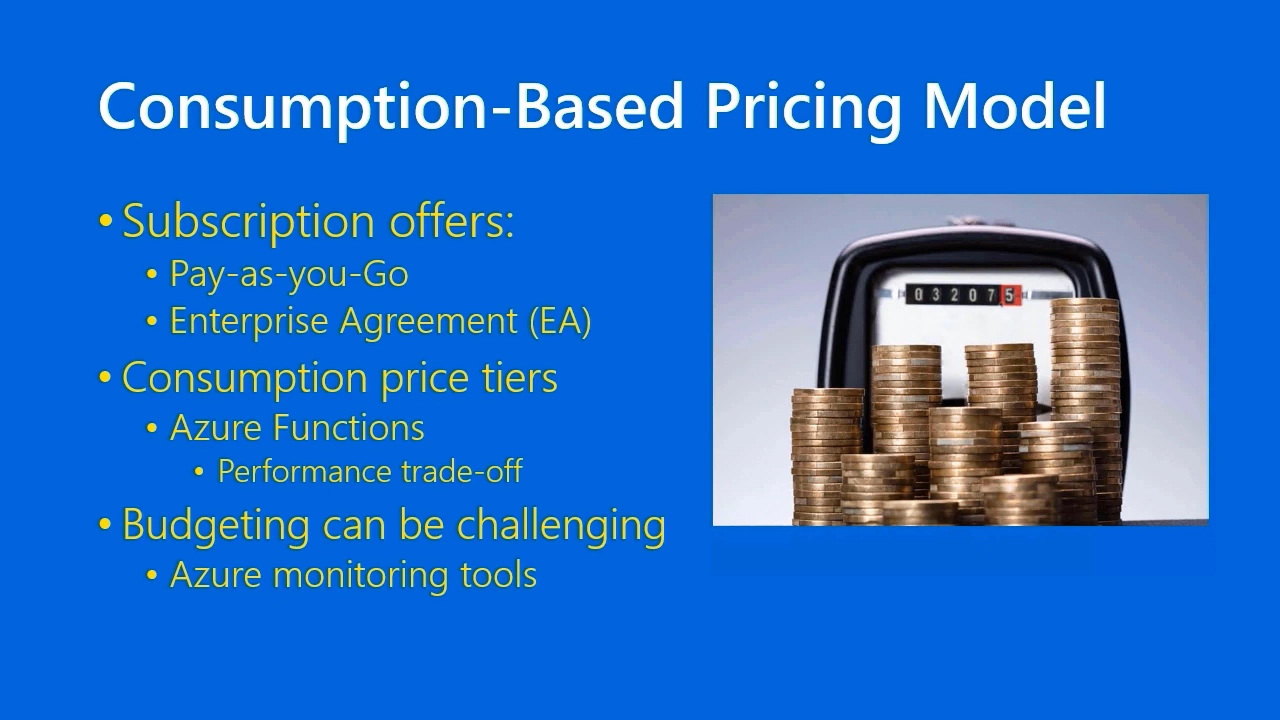 Consumption-Based Pricing Model
• Subscription offers:
• Pay-as-you-Go
• Enterprise Agreement (EA)
• Consumption price tiers
• Azure Functions
• Performance trade-off
• Budgeting can be challenging
• Azure monitoring tools
032075